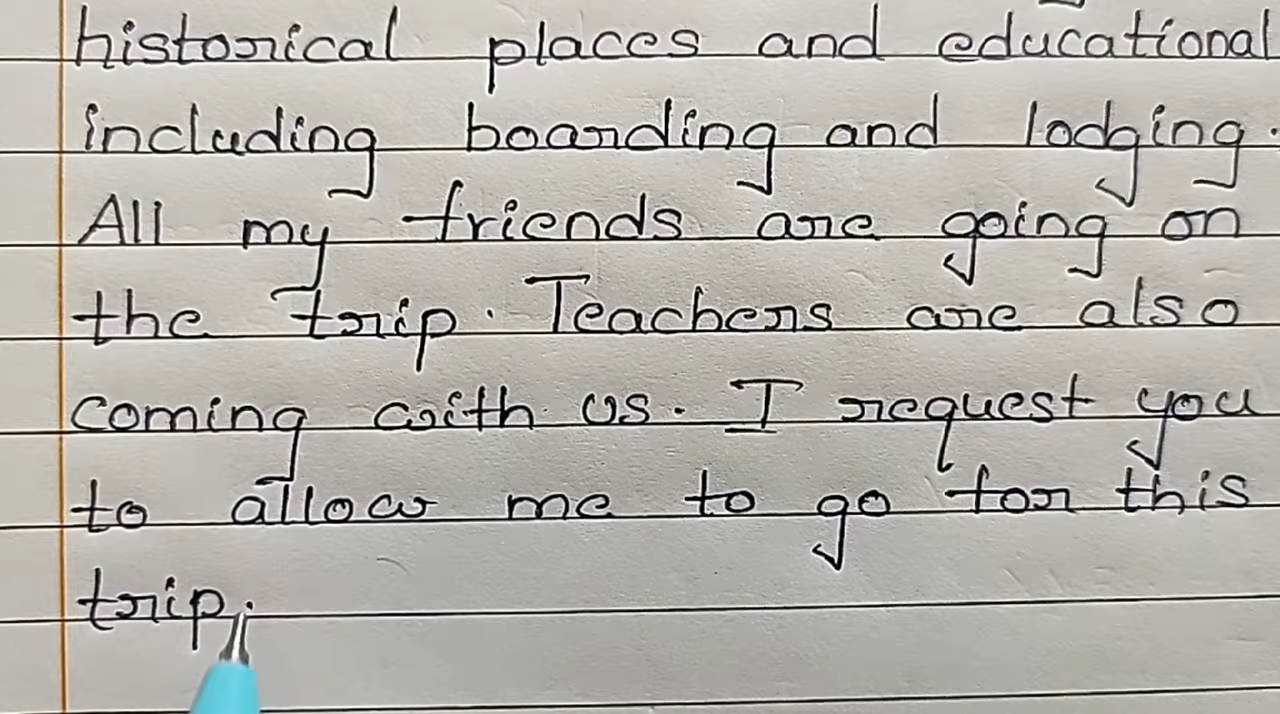 historical places and educational
including boarding and lodging.
All my friends are going on
the trip. Teachers are also
coming with us. I request you
to allow me to go for this
trip.